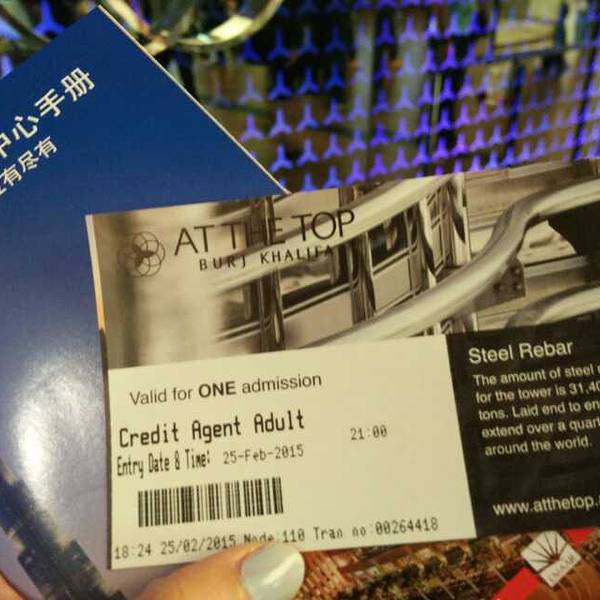 心手册
有尽有
AT THE TOP
BURJ KHALIFA
Valid for ONE admission
Credit Agent Adult
Entry Date & Time: 25-Feb-2015 21:00
18:24 25/02/2015 Node:110 Tran no:00264418
Steel Rebar
The amount of steel
for the tower is 31,40
tons. Laid end to en
extend over a quart
around the world.
www.atthetop.
EMAAR